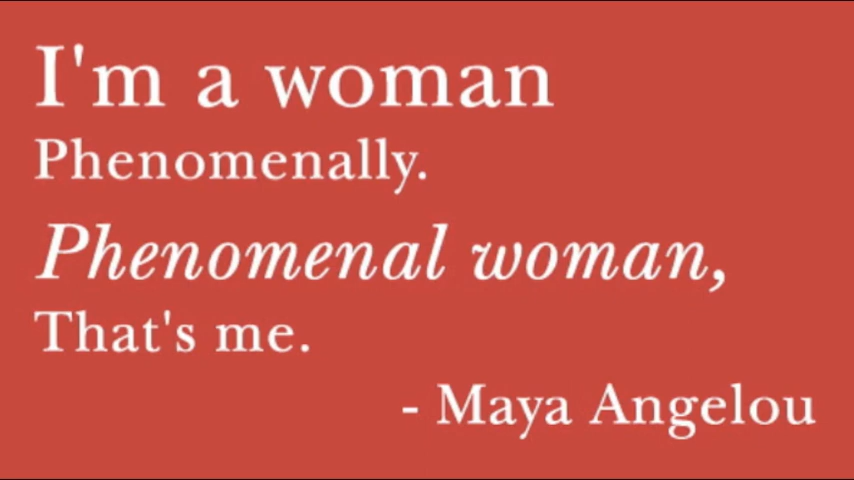 I'm a woman
Phenomenally.
Phenomenal woman,
That's me.
- Maya Angelou